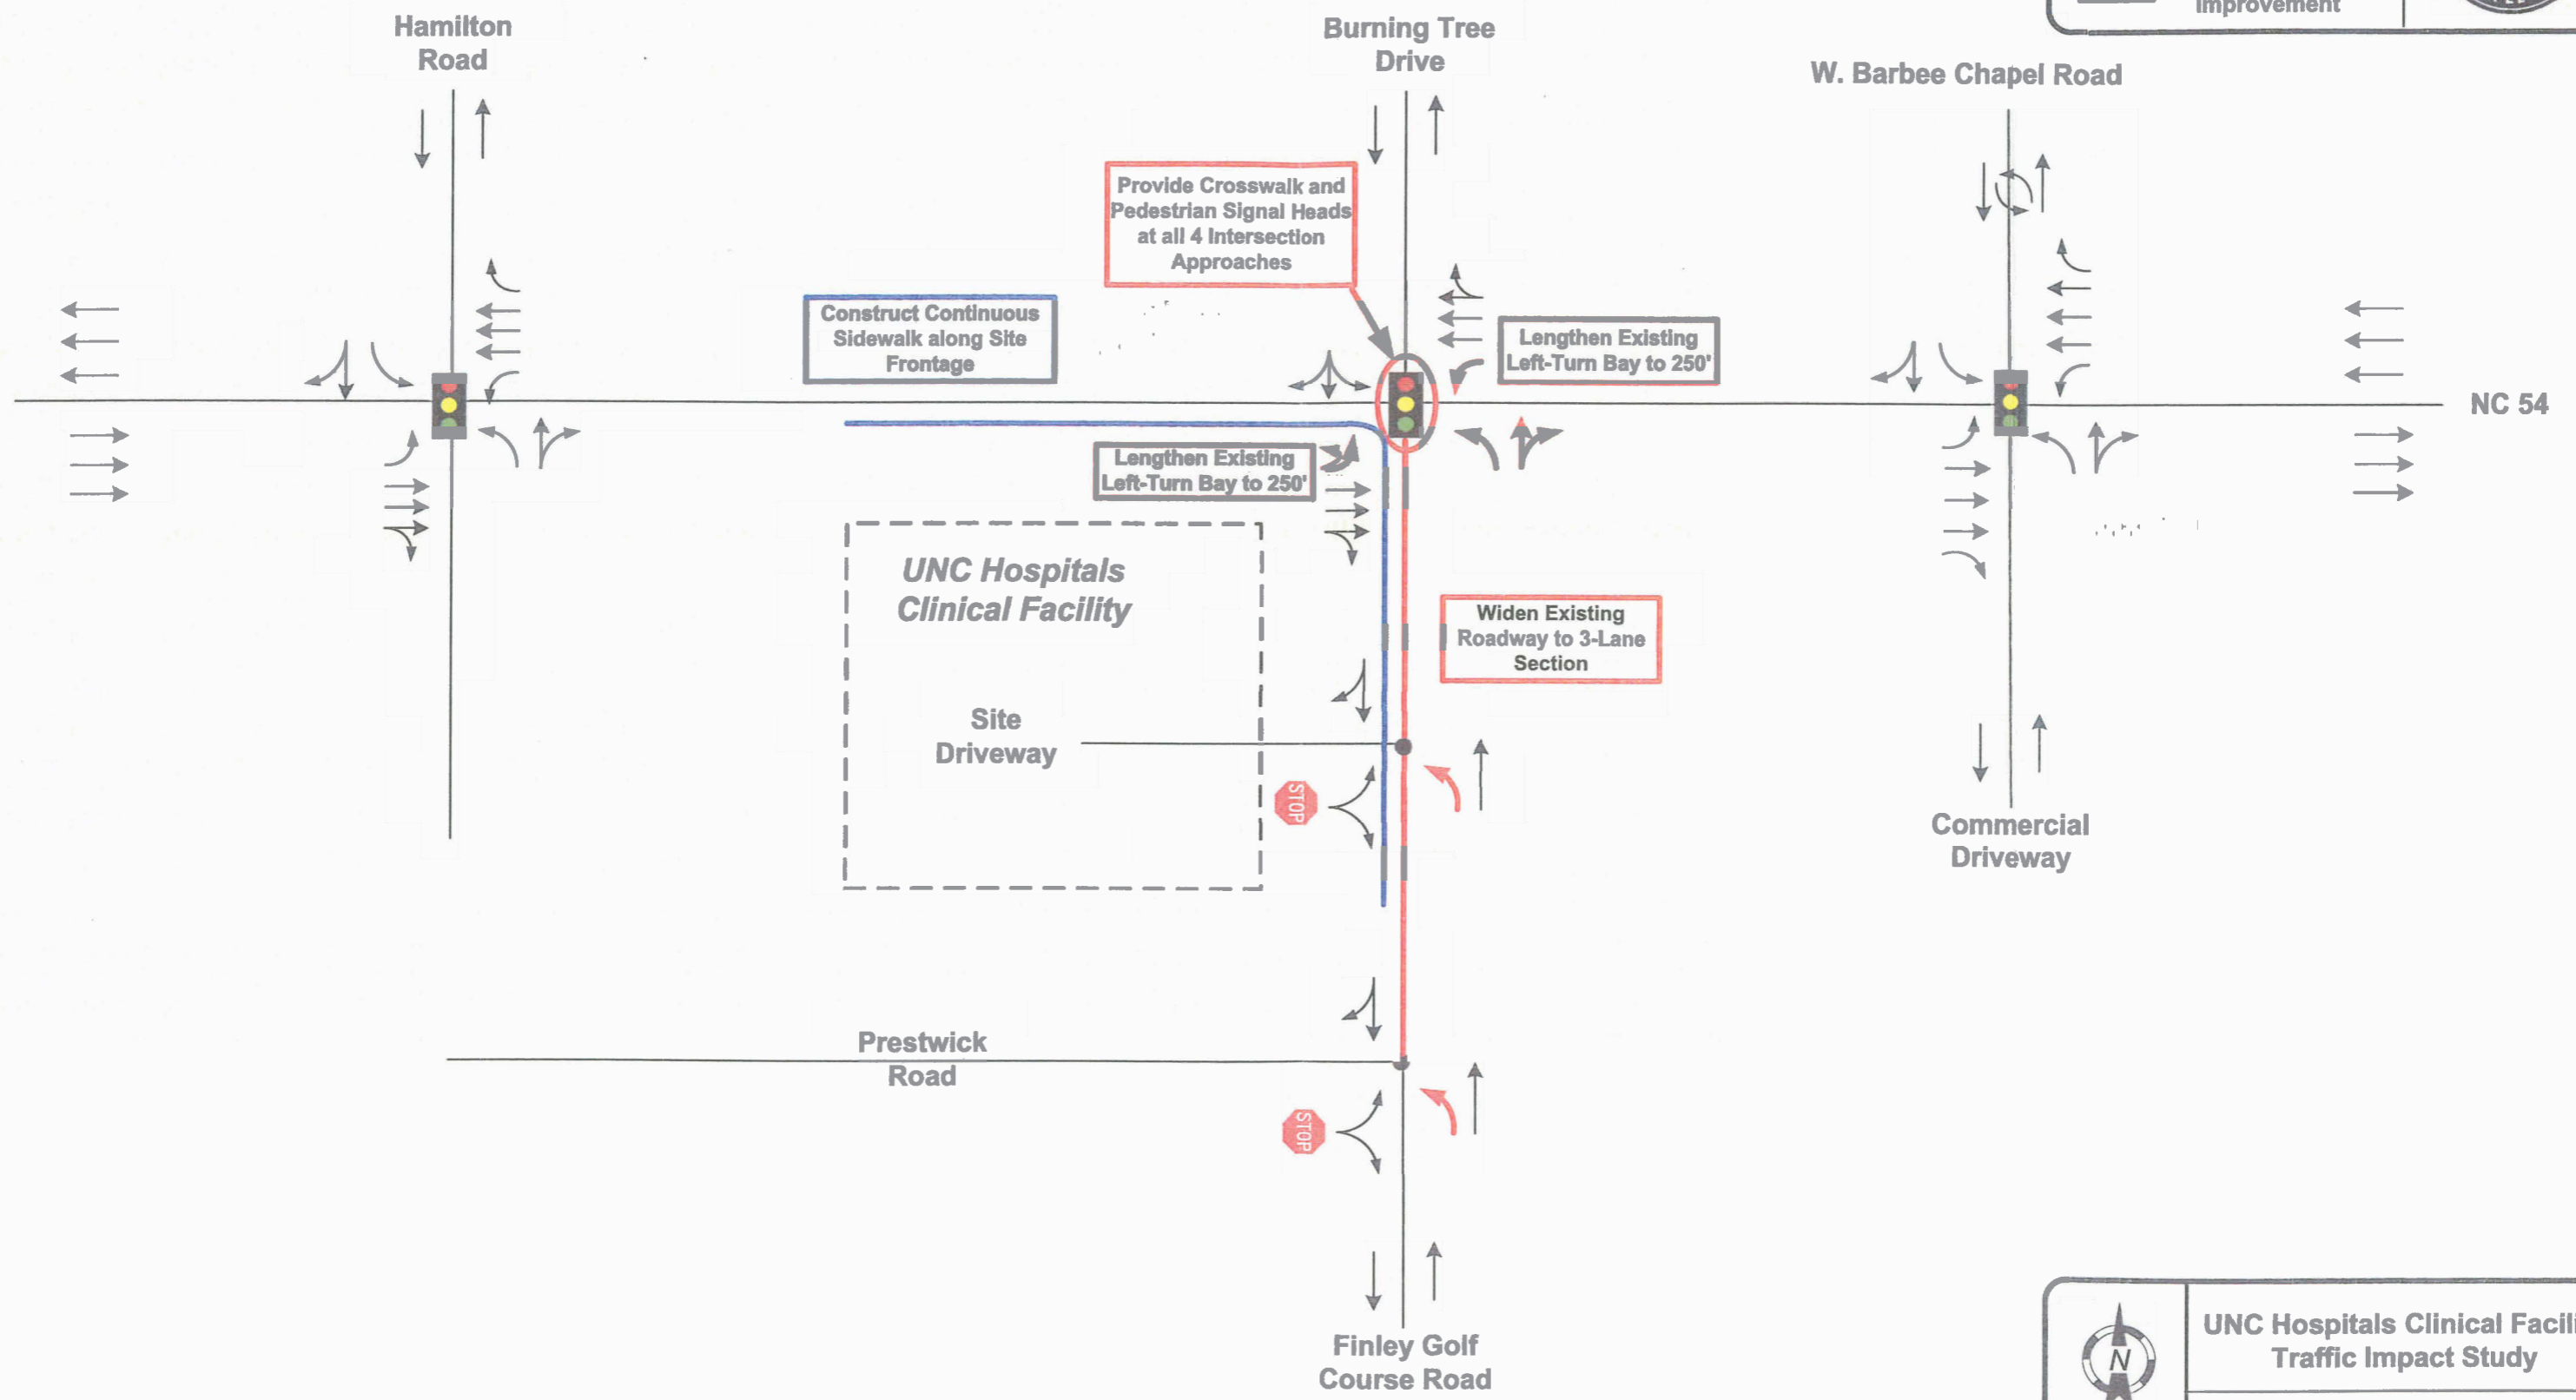 Improvement
Hamilton
Road
Burning Tree
Drive
W. Barbee Chapel Road
Provide Crosswalk and
Pedestrian Signal Heads
at all 4 Intersection
Approaches
Construct Continuous
Sidewalk along Site
Frontage
Lengthen Existing
Left-Turn Bay to 250'
NC 54
Lengthen Existing
Left-Turn Bay to 250'
UNC Hospitals
Clinical Facility
Widen Existing
Roadway to 3-Lane
Section
Site
Driveway
STOP
Commercial
Driveway
Prestwick
Road
STOP
Finley Golf
Course Road
N
UNC Hospitals Clinical Facili
Traffic Impact Study